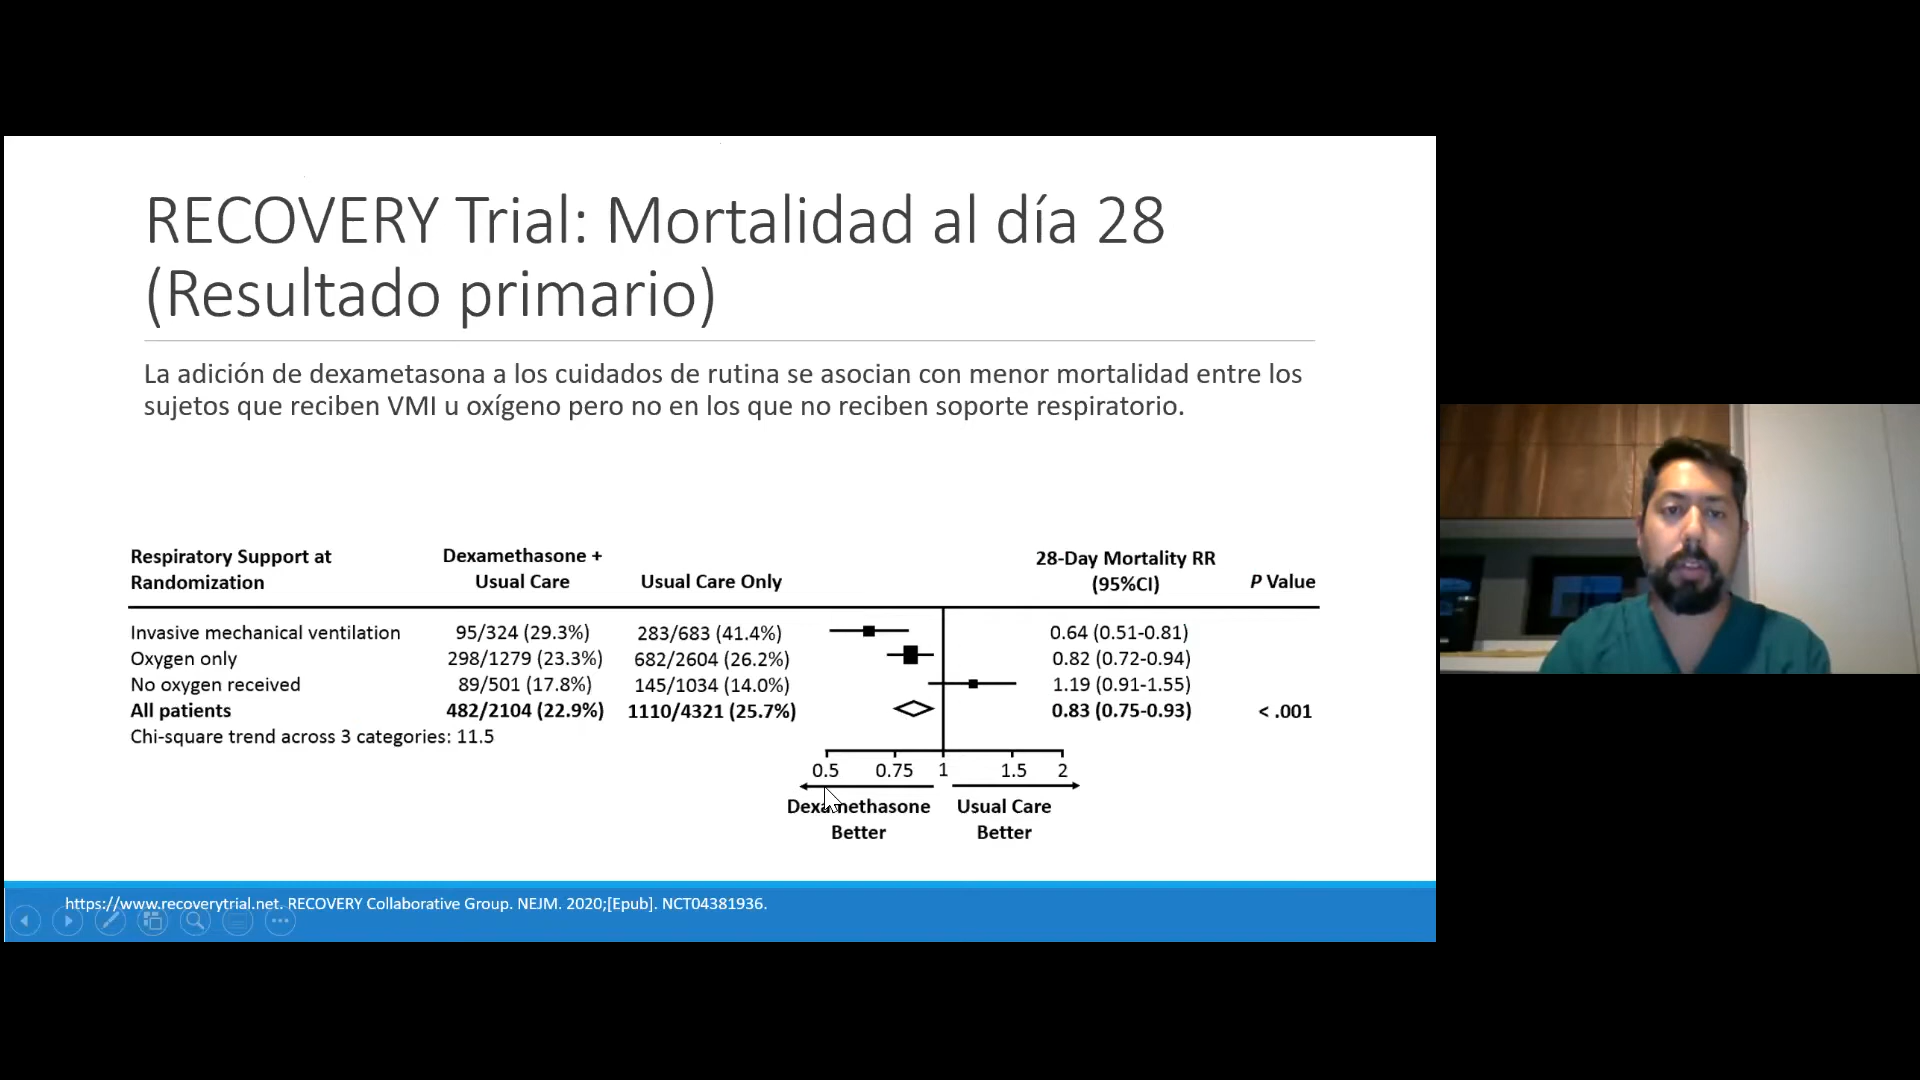 RECOVERY Trial: Mortalidad al día 28
(Resultado primario)
La adición de dexametasona a los cuidados de rutina se asocian con menor mortalidad entre los
sujetos que reciben VMI u oxígeno pero no en los que no reciben soporte respiratorio.
Respiratory Support at
Randomization
Dexamethasone +
Usual Care
Usual Care Only
28-Day Mortality RR
(95%CI)
P Value
Invasive mechanical ventilation 95/324 (29.3%) 283/683 (41.4%) 0.64 (0.51-0.81)
Oxygen only 298/1279 (23.3%) 682/2604 (26.2%) 0.82 (0.72-0.94)
No oxygen received 89/501 (17.8%) 145/1034 (14.0%) 1.19 (0.91-1.55)
All patients 482/2104 (22.9%) 1110/4321 (25.7%) 0.83 (0.75-0.93) < .001
Chi-square trend across 3 categories: 11.5
0.5 0.75 1 1.5 2
Dexamethasone
Better
Usual Care
Better
https://www.recoverytrial.net. RECOVERY Collaborative Group. NEJM. 2020;[Epub]. NCT04381936.